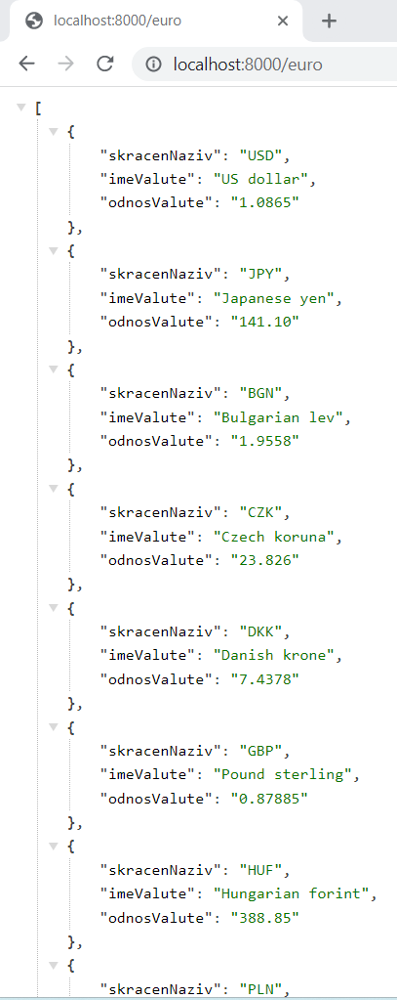 localhost:8000/euro
localhost:8000/euro
[
{
"skracenNaziv": "USD",
"imeValute": "US dollar",
"odnosValute": "1.0865"
},
{
"skracenNaziv": "JPY",
"imeValute": "Japanese yen",
"odnosValute": "141.10"
},
{
"skracenNaziv": "BGN",
"imeValute": "Bulgarian lev",
"odnosValute": "1.9558"
},
{
"skracenNaziv": "CZK",
"imeValute": "Czech koruna",
"odnosValute": "23.826"
},
{
"skracenNaziv": "DKK",
"imeValute": "Danish krone",
"odnosValute": "7.4378"
},
{
"skracenNaziv": "GBP",
"imeValute": "Pound sterling",
"odnosValute": "0.87885"
},
{
"skracenNaziv": "HUF",
"imeValute": "Hungarian forint",
"odnosValute": "388.85"
},
{
"skracenNaziv": "PLN",